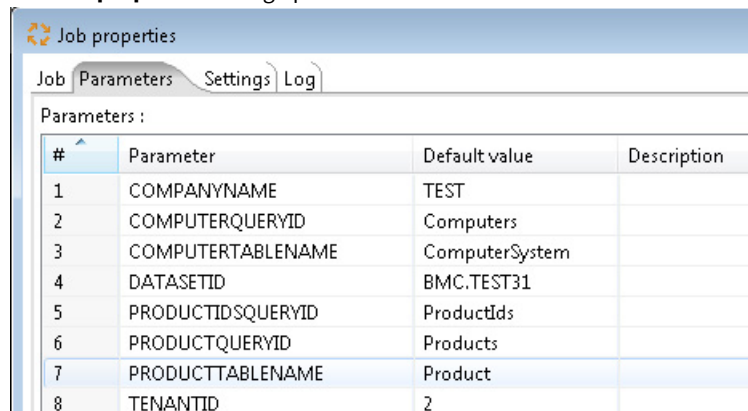 Job properties
Job Parameters Settings Log
Parameters :
# Parameter Default value Description
1 COMPANYNAME TEST
2 COMPUTERQUERYID Computers
3 COMPUTERTABLENAME ComputerSystem
4 DATASETID BMC.TEST31
5 PRODUCTIDSQUERYID ProductIds
6 PRODUCTQUERYID Products
7 PRODUCTTABLENAME Product
8 TENANTID 2